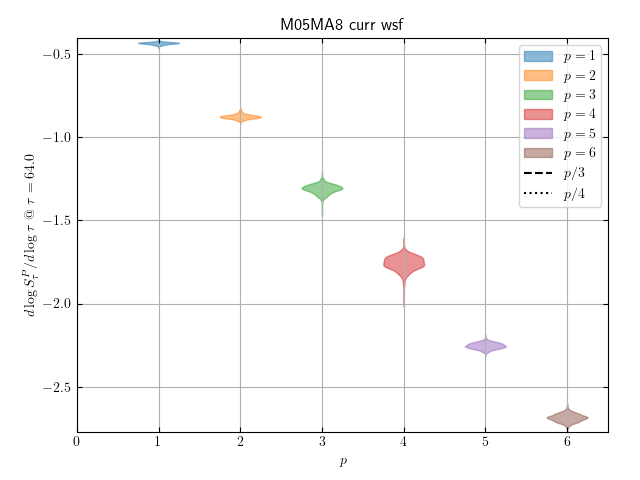 M05MA8 curr wsf
−0.5
−1.0
−1.5
−2.0
−2.5
d log S_τ^P / d log τ @ τ = 64.0
0 1 2 3 4 5 6
p
p = 1
p = 2
p = 3
p = 4
p = 5
p = 6
p/3
p/4